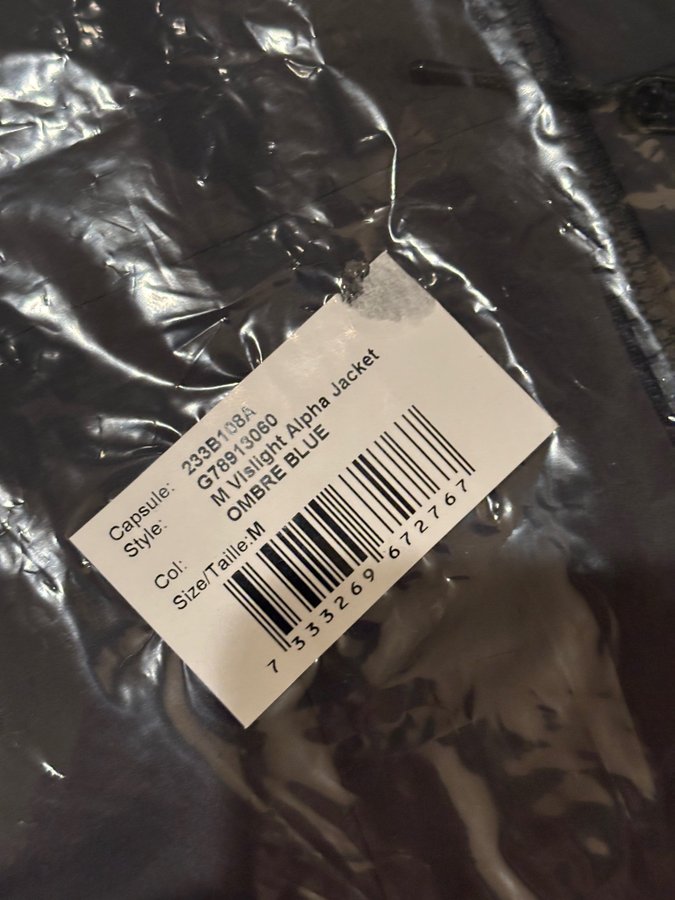 Capsule: 233B108A
Style: G78913060
M Vislight Alpha Jacket
Col: OMBRE BLUE
Size/Taille: M
7 333269 672767